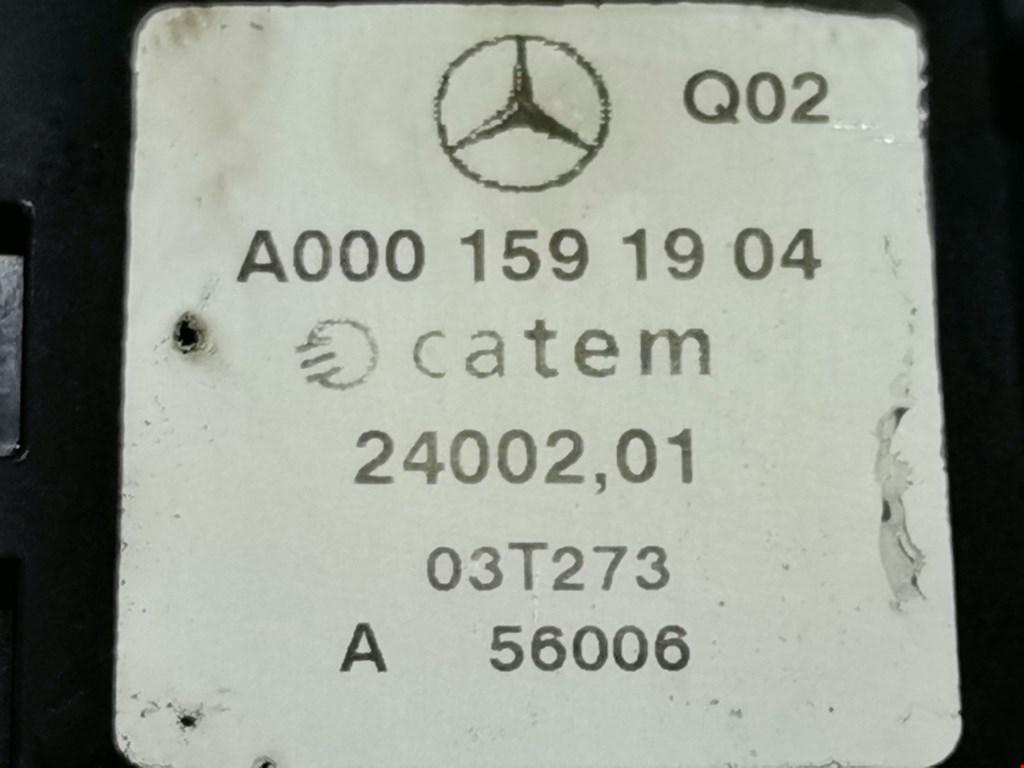 Q02
A000 159 19 04
catem
24002,01
03T273
A 56006